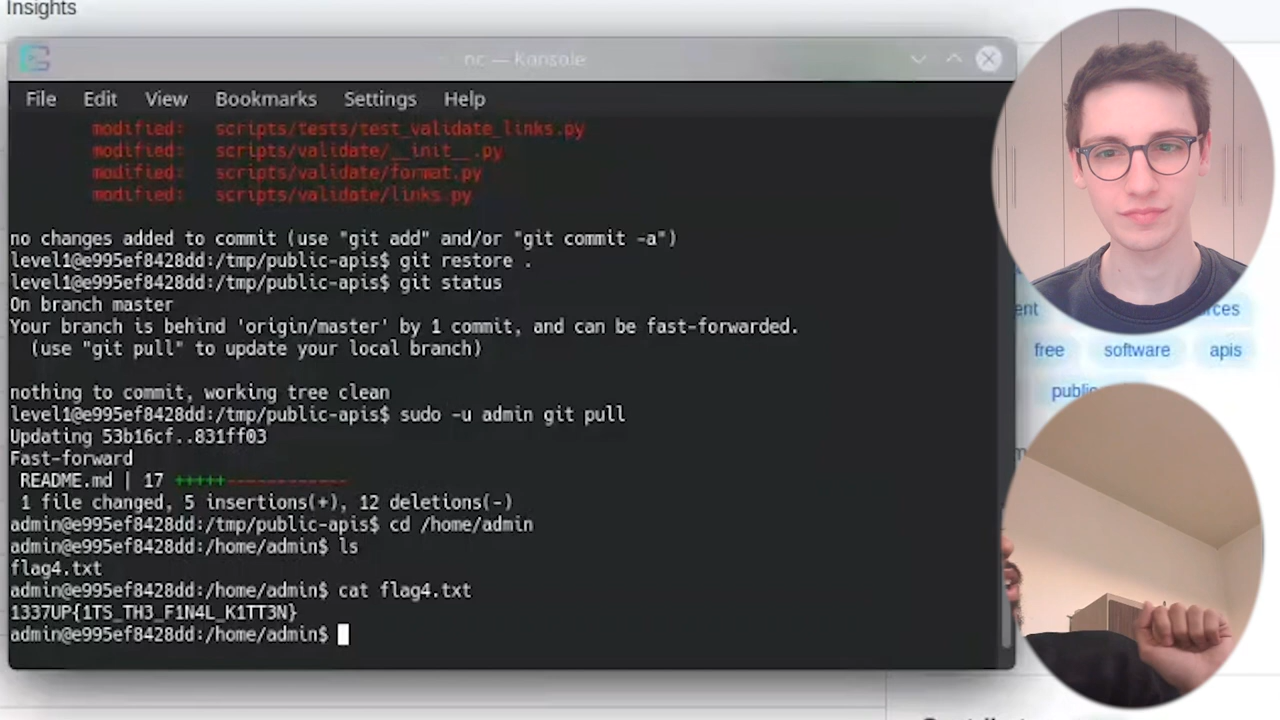 Insights
nc — Konsole
File Edit View Bookmarks Settings Help
modified: scripts/tests/test_validate_links.py
modified: scripts/validate/__init__.py
modified: scripts/validate/format.py
modified: scripts/validate/links.py
no changes added to commit (use "git add" and/or "git commit -a")
level1@e995ef8428dd:/tmp/public-apis$ git restore .
level1@e995ef8428dd:/tmp/public-apis$ git status
On branch master
Your branch is behind 'origin/master' by 1 commit, and can be fast-forwarded.
(use "git pull" to update your local branch)
nothing to commit, working tree clean
level1@e995ef8428dd:/tmp/public-apis$ sudo -u admin git pull
Updating 53b16cf..831ff03
Fast-forward
README.md | 17 +++++------------
1 file changed, 5 insertions(+), 12 deletions(-)
admin@e995ef8428dd:/tmp/public-apis$ cd /home/admin
admin@e995ef8428dd:/home/admin$ ls
flag4.txt
admin@e995ef8428dd:/home/admin$ cat flag4.txt
1337UP{1TS_TH3_F1N4L_K1TT3N}
admin@e995ef8428dd:/home/admin$
free software apis